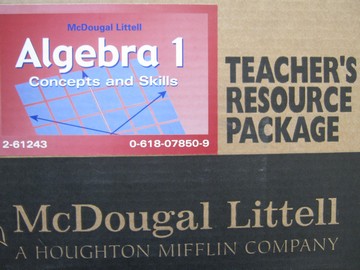 McDougal Littell
Algebra 1
Concepts and Skills
2-61243 0-618-07850-9
TEACHER'S
RESOURCE
PACKAGE
McDougal Littell
A HOUGHTON MIFFLIN COMPANY